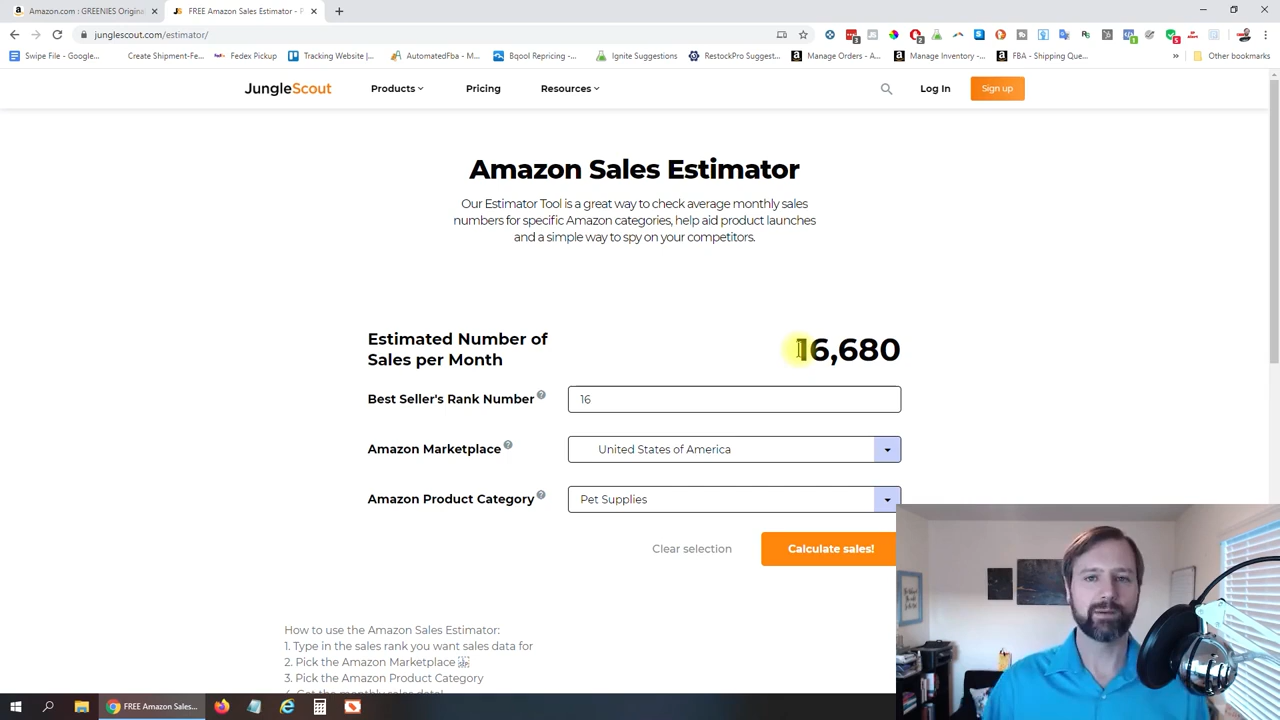 Amazon.com : GREENIES Origina
FREE Amazon Sales Estimator - P
junglescout.com/estimator/
Swipe File - Google...
Create Shipment-Fe...
Fedex Pickup
Tracking Website |...
AutomatedFba - M...
Bqool Repricing - ...
Ignite Suggestions
RestockPro Suggest...
Manage Orders - A...
Manage Inventory -...
FBA - Shipping Que...
Other bookmarks
JungleScout
Products
Pricing
Resources
Log In
Sign up
Amazon Sales Estimator
Our Estimator Tool is a great way to check average monthly sales
numbers for specific Amazon categories, help aid product launches
and a simple way to spy on your competitors.
Estimated Number of
Sales per Month
16,680
Best Seller's Rank Number
16
Amazon Marketplace
United States of America
Amazon Product Category
Pet Supplies
Clear selection
Calculate sales!
How to use the Amazon Sales Estimator:
1. Type in the sales rank you want sales data for
2. Pick the Amazon Marketplace
3. Pick the Amazon Product Category
4. Get the monthly sales data!
FREE Amazon Sales...